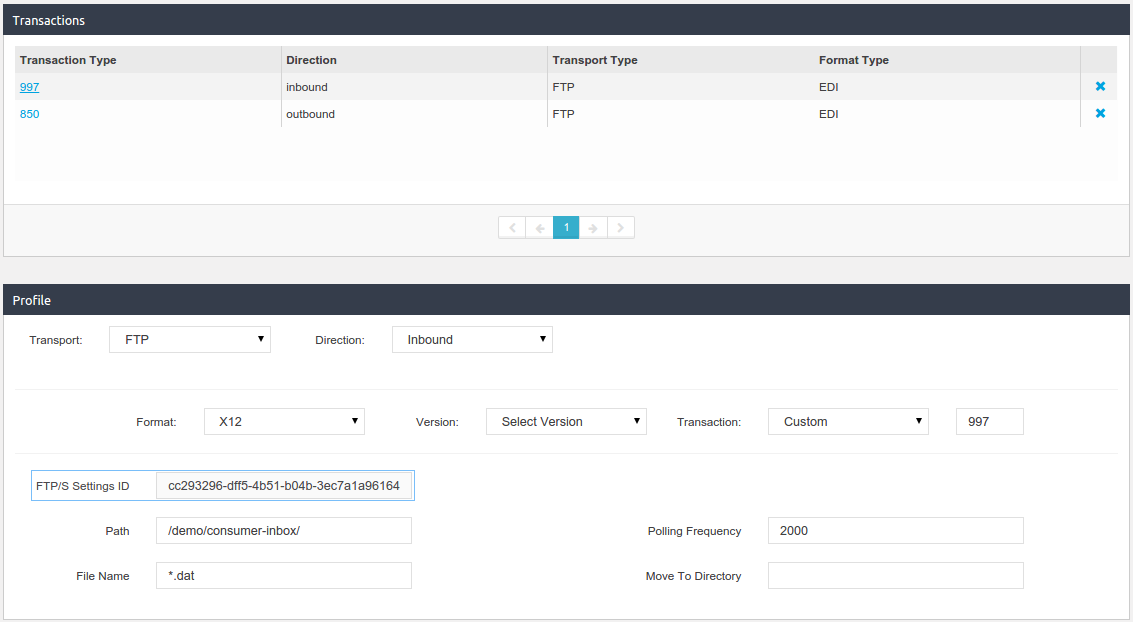 Transactions
Transaction Type Direction Transport Type Format Type
997 inbound FTP EDI
850 outbound FTP EDI
1
Profile
Transport: FTP Direction: Inbound
Format: X12 Version: Select Version Transaction: Custom 997
FTP/S Settings ID cc293296-dff5-4b51-b04b-3ec7a1a96164
Path /demo/consumer-inbox/ Polling Frequency 2000
File Name *.dat Move To Directory